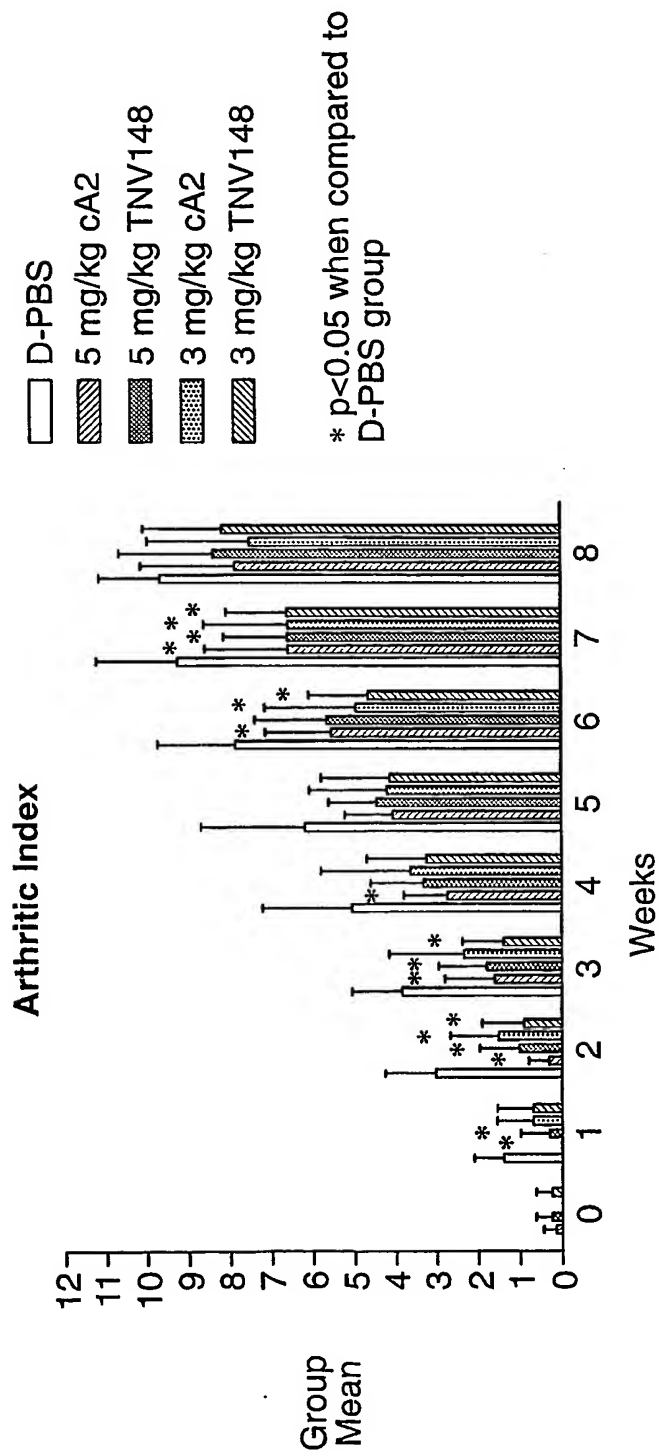 Arthritic Index
D-PBS
5 mg/kg cA2
5 mg/kg TNV148
3 mg/kg cA2
3 mg/kg TNV148
* p<0.05 when compared to
D-PBS group
Group
Mean
12
11
10
9
8
7
6
5
4
3
2
1
0
* * * * * * * * * * * * * * * * * *
0 1 2 3 4 5 6 7 8
Weeks